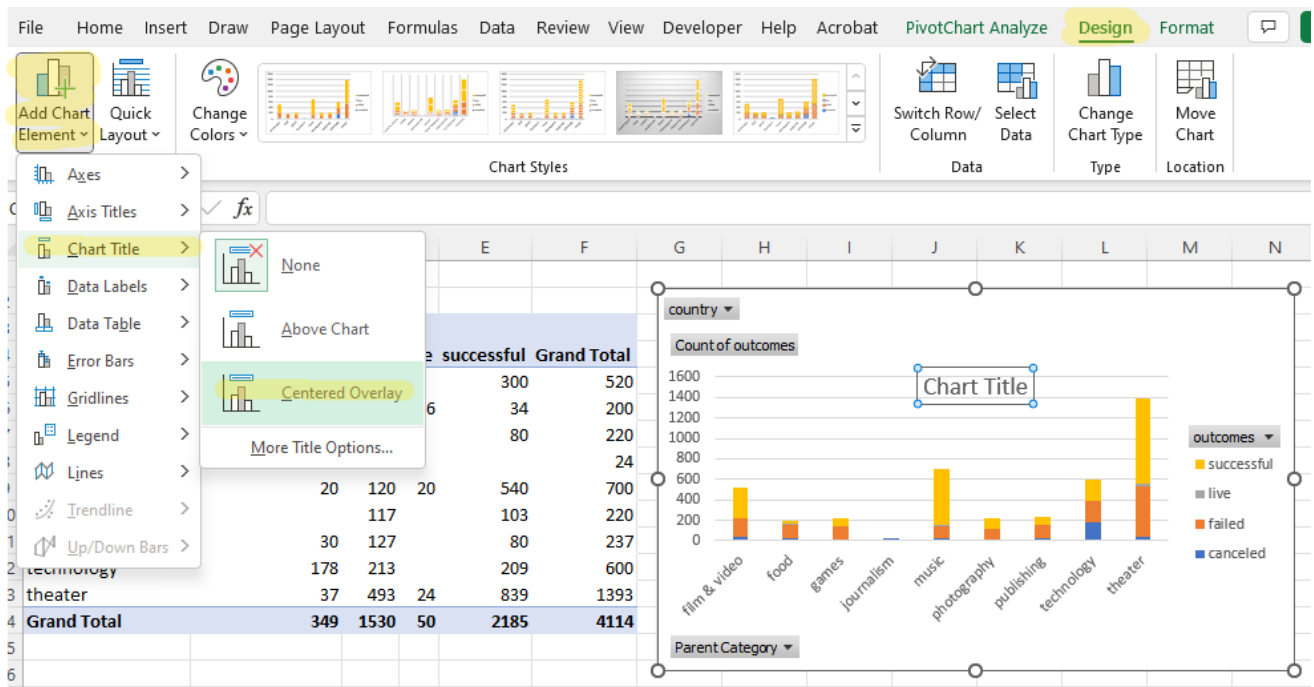 File Home Insert Draw Page Layout Formulas Data Review View Developer Help Acrobat PivotChart Analyze Design Format
Add Chart Element Quick Layout Change Colors Switch Row/ Column Select Data Change Chart Type Move Chart
Chart Styles Data Type Location
Axes
fx
Axis Titles
Chart Title
Data Labels
Data Table
Error Bars
Gridlines
Legend
Lines
Trendline
Up/Down Bars
None
Above Chart
Centered Overlay
More Title Options...
E F G H I J K L M N
successful Grand Total
300 520
6 34 200
80 220
24
20 120 20 540 700
117 103 220
30 127 80 237
technology 178 213 209 600
theater 37 493 24 839 1393
Grand Total 349 1530 50 2185 4114
country
Count of outcomes
Chart Title
1600
1400
1200
1000
800
600
400
200
0
film & video food games journalism music photography publishing technology theater
outcomes
successful
live
failed
canceled
Parent Category